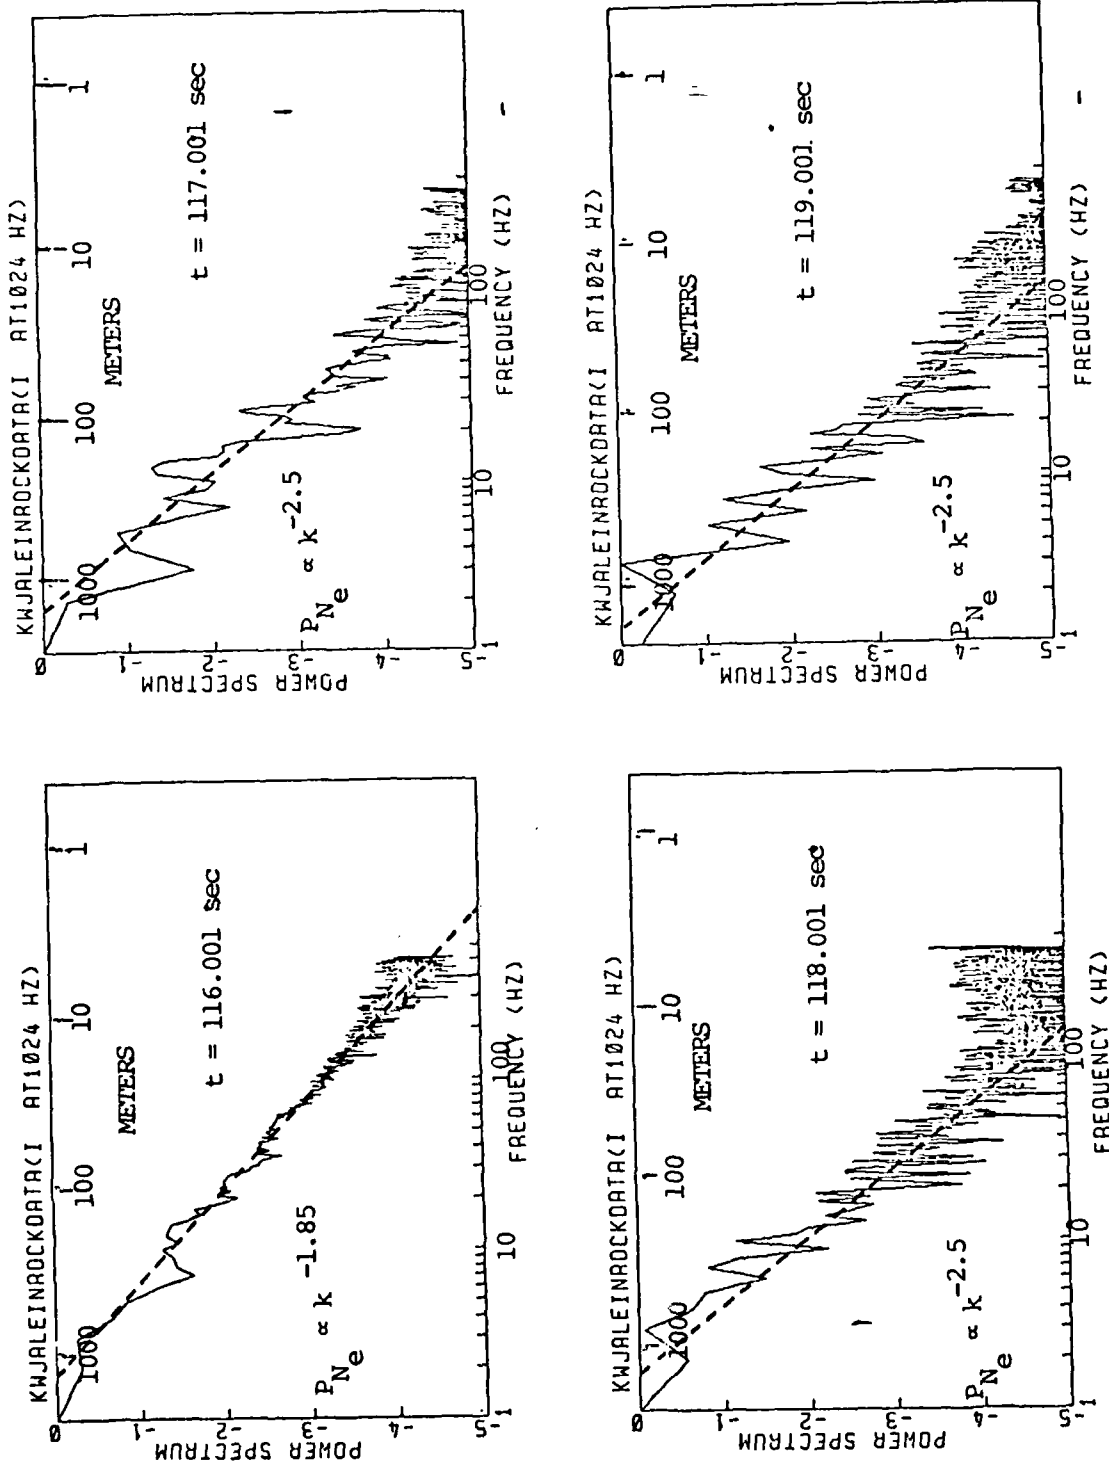 KWJALEINROCKDATA(I AT1024 HZ)
1000 100 10 1
METERS
t = 116.001 sec
P_Ne ∝ k^-1.85
POWER SPECTRUM
0 -1 -2 -3 -4 -5
1 10 100
FREQUENCY (HZ)
KWJALEINROCKDATA(I AT1024 HZ)
1000 100 10 1
METERS
t = 117.001 sec
P_Ne ∝ k^-2.5
POWER SPECTRUM
0 -1 -2 -3 -4 -5
1 10 100
FREQUENCY (HZ)
KWJALEINROCKDATA(I AT1024 HZ)
1000 100 10 1
METERS
t = 118.001 sec
P_Ne ∝ k^-2.5
POWER SPECTRUM
0 -1 -2 -3 -4 -5
1 10 100
FREQUENCY (HZ)
KWJALEINROCKDATA(I AT1024 HZ)
1000 100 10 1
METERS
t = 119.001 sec
P_Ne ∝ k^-2.5
POWER SPECTRUM
0 -1 -2 -3 -4 -5
1 10 100
FREQUENCY (HZ)